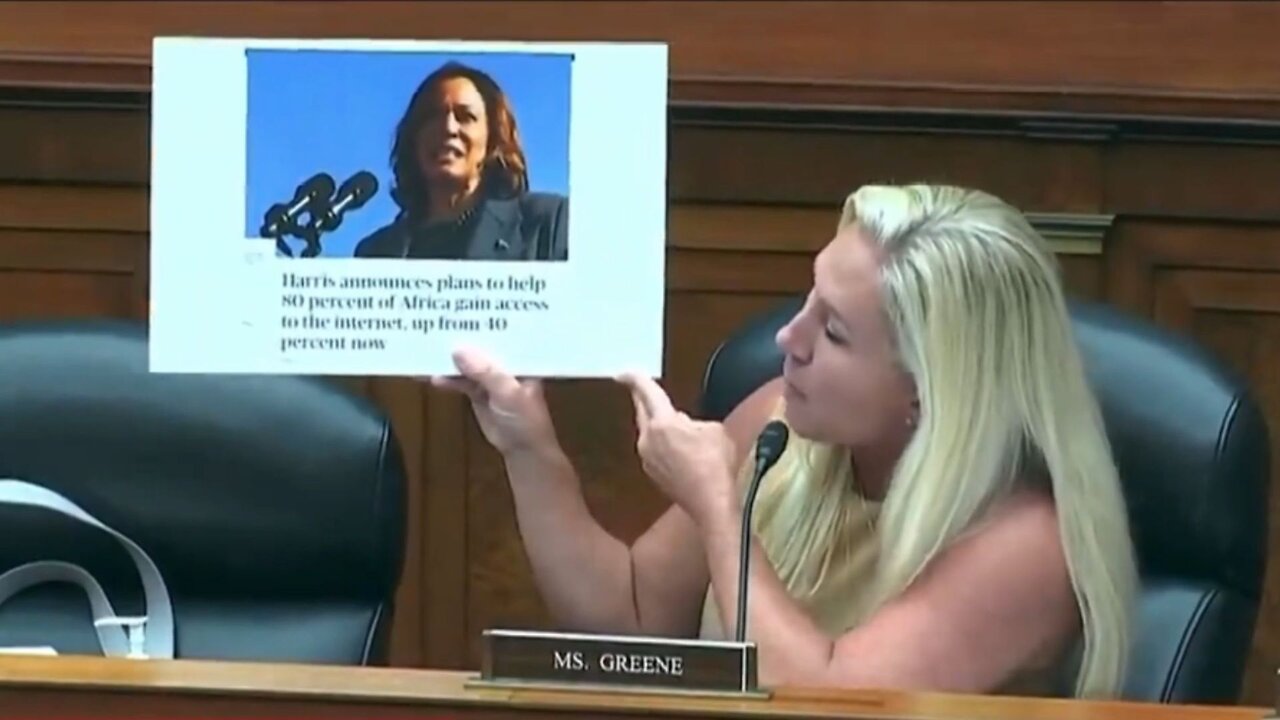 Harris announces plans to help
80 percent of Africa gain access
to the internet, up from 40
percent now
MS. GREENE